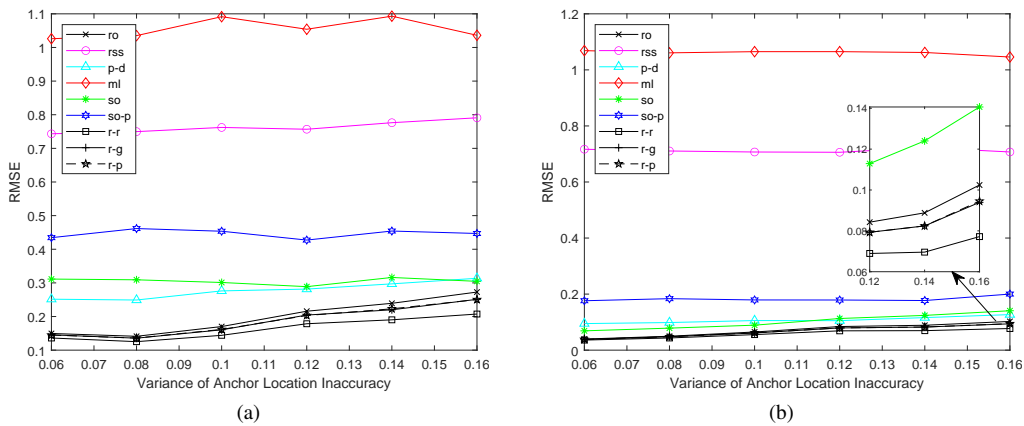 1.1
1
0.9
0.8
0.7
0.6
0.5
0.4
0.3
0.2
0.1
RMSE
ro
rss
p-d
ml
so
so-p
r-r
r-g
r-p
0.06 0.07 0.08 0.09 0.1 0.11 0.12 0.13 0.14 0.15 0.16
Variance of Anchor Location Inaccuracy
(a)
1.2
1
0.8
0.6
0.4
0.2
0
RMSE
ro
rss
p-d
ml
so
so-p
r-r
r-g
r-p
0.14
0.12
0.1
0.08
0.06
0.12 0.14 0.16
0.06 0.07 0.08 0.09 0.1 0.11 0.12 0.13 0.14 0.15 0.16
Variance of Anchor Location Inaccuracy
(b)